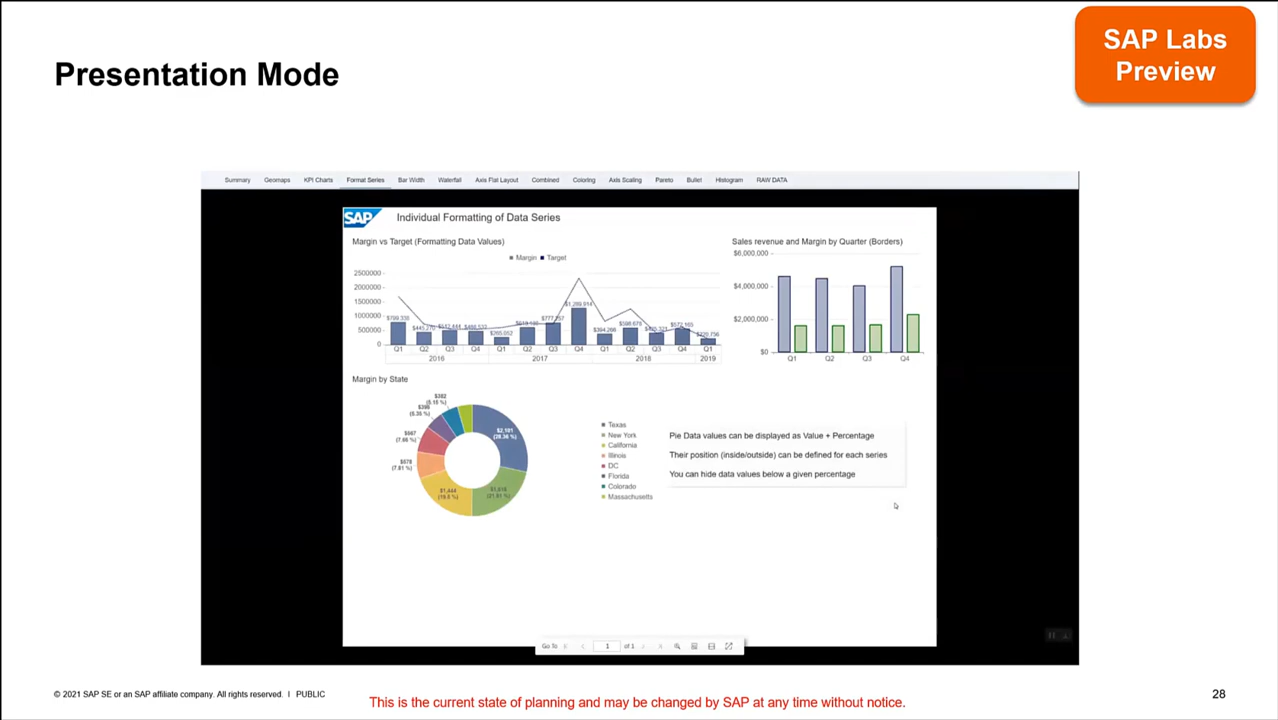 SAP Labs
Preview
Presentation Mode
Summary Geomaps KPI Charts Format Series Bar Width Waterfall Axis Flat Layout Combined Coloring Axis Scaling Pareto Bullet Histogram RAW DATA
SAP Individual Formatting of Data Series
Margin vs Target (Formatting Data Values)
Margin Target
2500000
2000000
1500000
1000000
500000
0
$265.052
$1,289.914
Q1 Q2 Q3 Q4 Q1 Q2 Q3 Q4 Q1 Q2 Q3 Q4 Q1
2016 2017 2018 2019
Sales revenue and Margin by Quarter (Borders)
$6,000,000
$4,000,000
$2,000,000
$0
Q1 Q2 Q3 Q4
Margin by State
Texas
New York
California
Illinois
DC
Florida
Colorado
Massachusetts
Pie Data values can be displayed as Value + Percentage
Their position (inside/outside) can be defined for each series
You can hide data values below a given percentage
Go To 1 of 1
© 2021 SAP SE or an SAP affiliate company. All rights reserved. I PUBLIC
This is the current state of planning and may be changed by SAP at any time without notice.
28